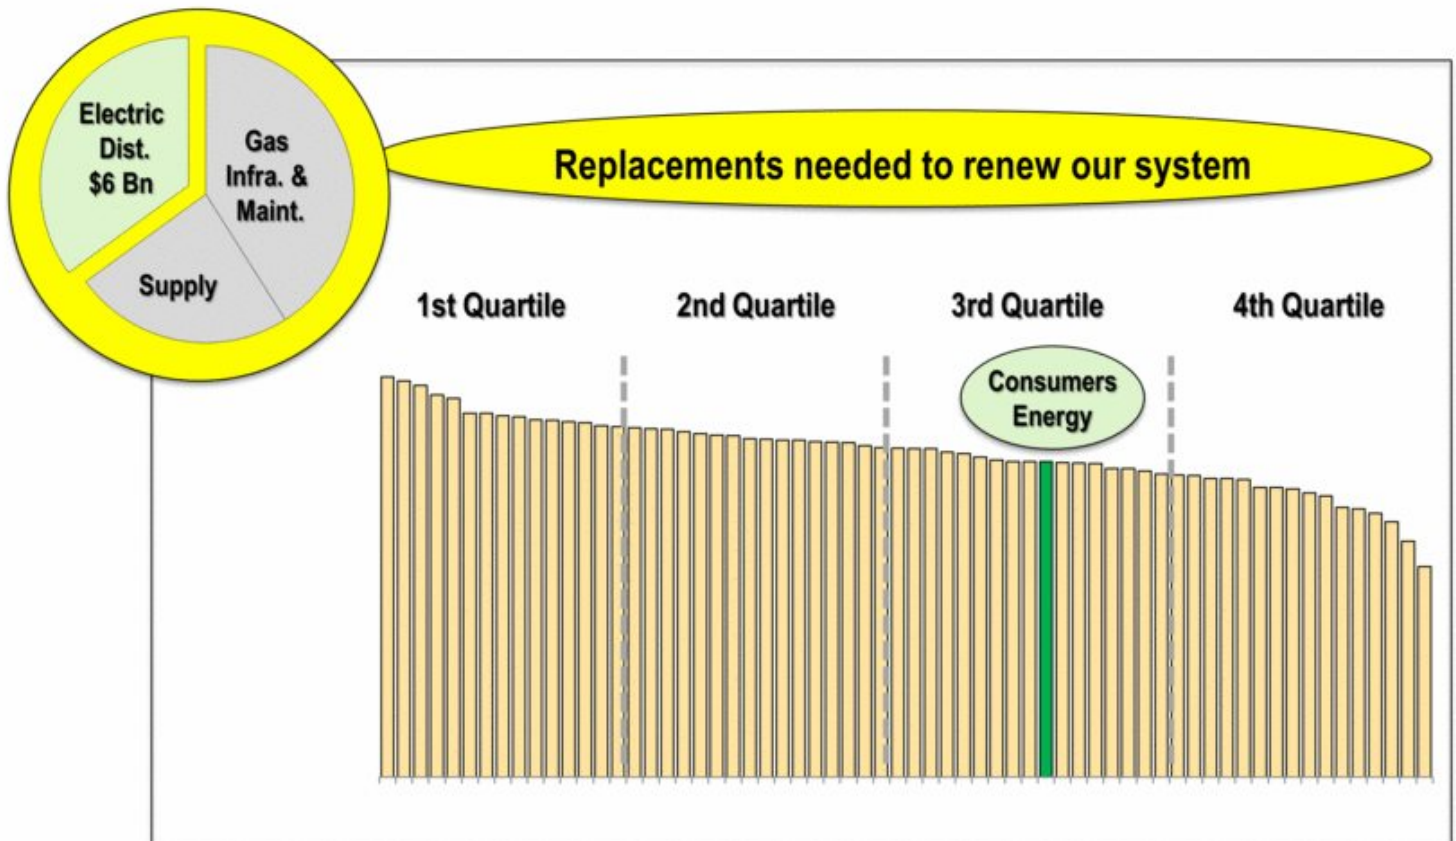 Electric
Dist.
$6 Bn
Gas
Infra. &
Maint.
Supply
Replacements needed to renew our system
1st Quartile
2nd Quartile
3rd Quartile
4th Quartile
Consumers
Energy